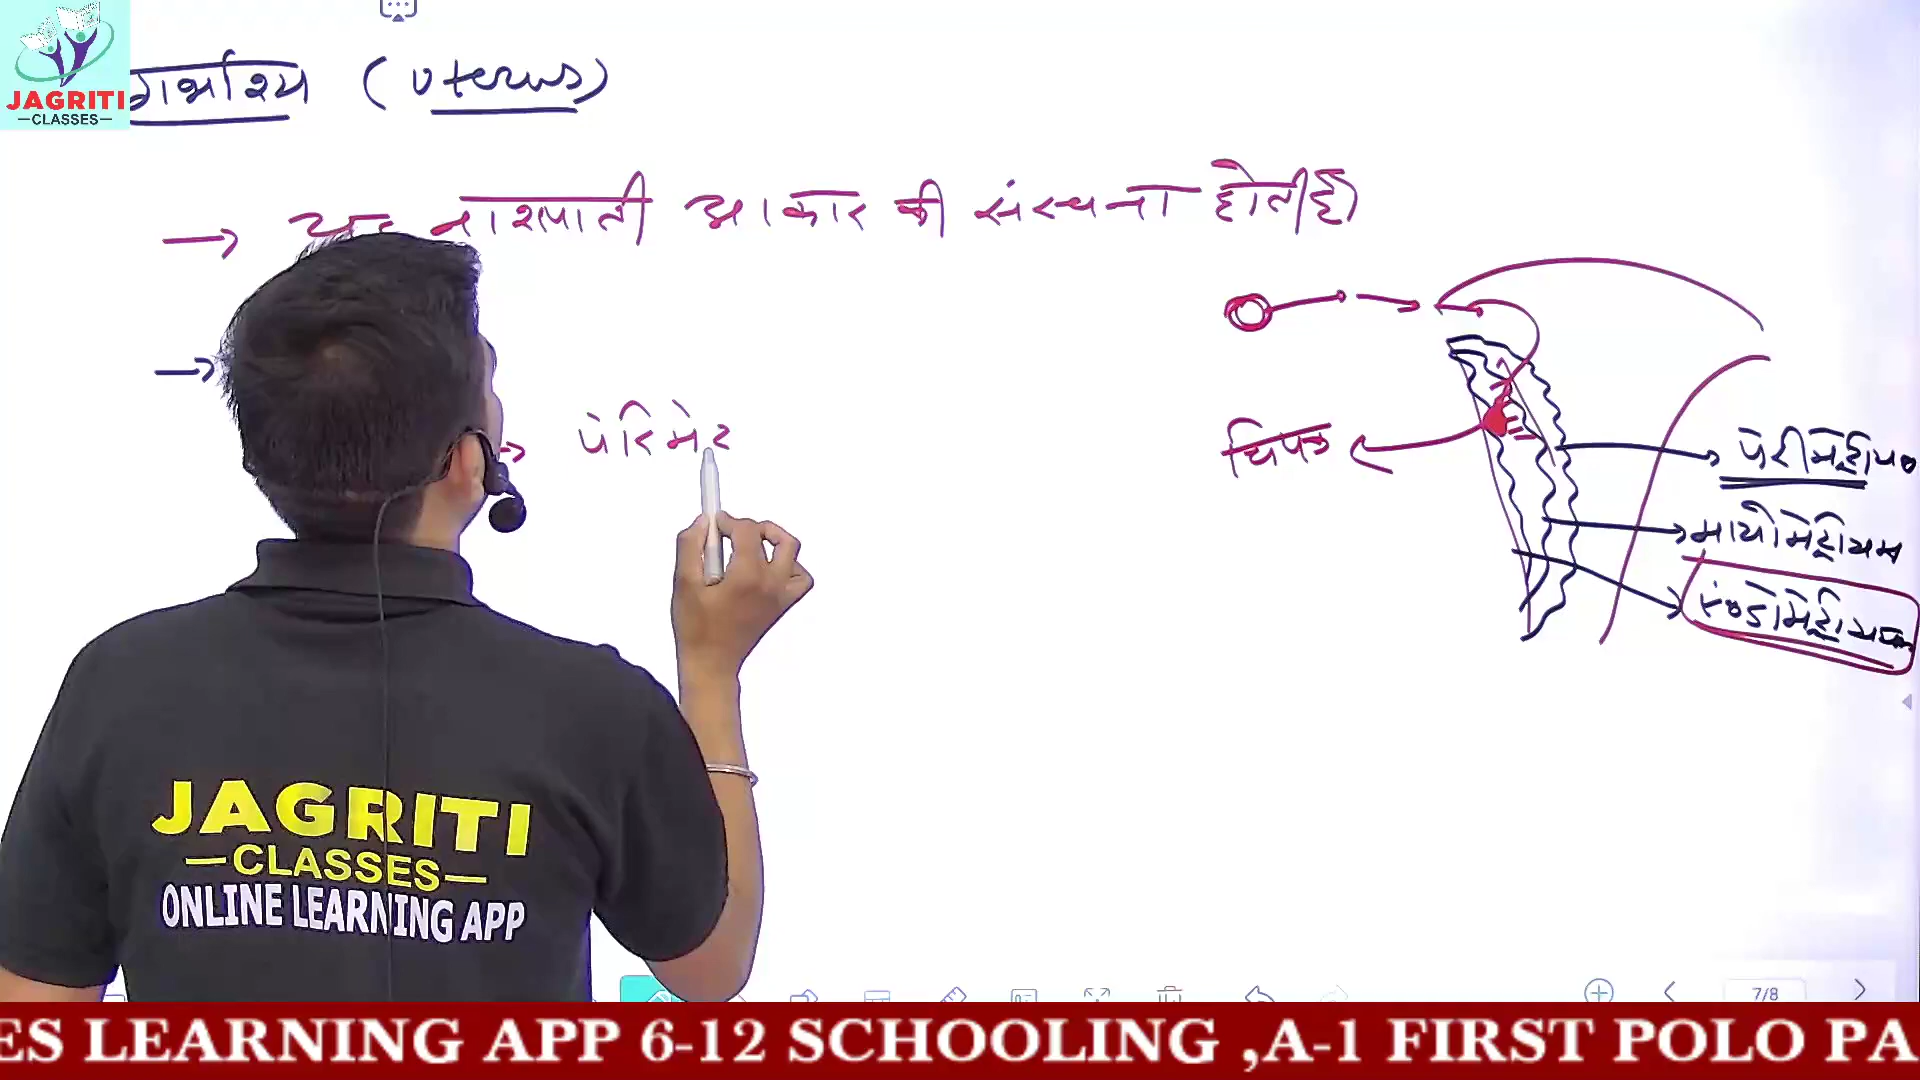 JAGRITI
—CLASSES—
गर्भाशय (Uterus)
→ यह नाशपाती आकार की संरचना होती है
→
→ पेरिमेट
चिपक
पेरीमेट्रीयम
मायोमेट्रीयम
एण्डोमेट्रीयम
JAGRITI
—CLASSES—
ONLINE LEARNING APP
7/8
ES LEARNING APP 6-12 SCHOOLING ,A-1 FIRST POLO PA